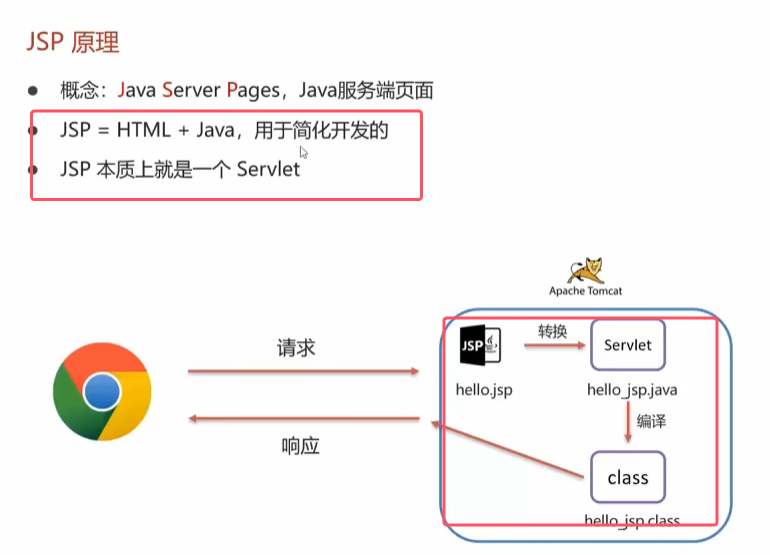 JSP 原理
● 概念：Java Server Pages，Java服务端页面
● JSP = HTML + Java，用于简化开发的
● JSP 本质上就是一个 Servlet
Apache Tomcat
请求
响应
JSP
转换
Servlet
hello.jsp
hello_jsp.java
编译
class
hello_jsp.class